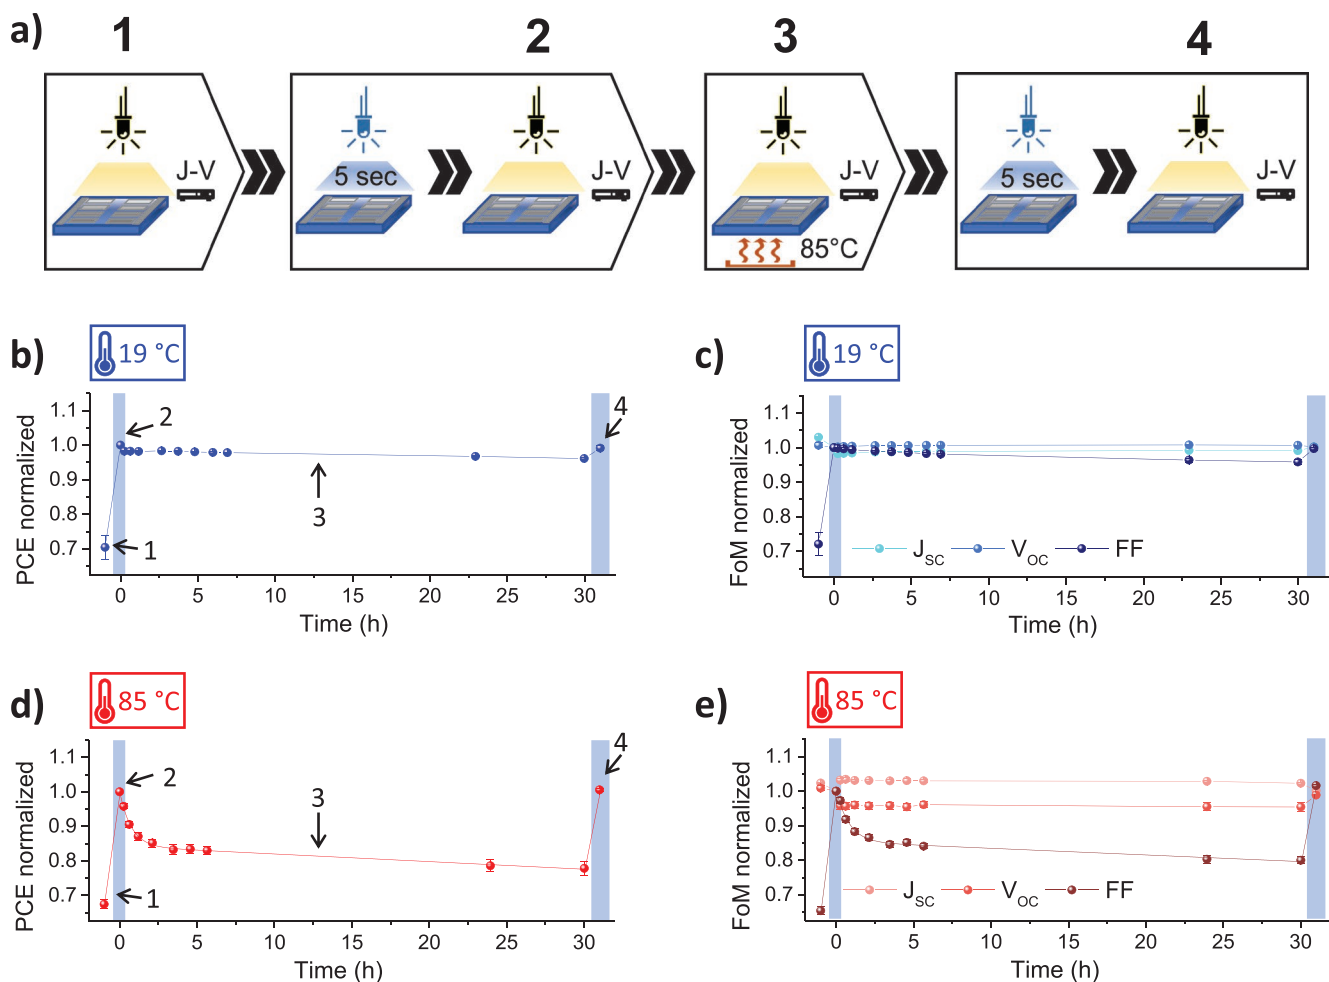 a)
1
2
3
4
J-V
5 sec
J-V
J-V
85°C
5 sec
J-V
b)
19 °C
PCE normalized
1.1
1.0
0.9
0.8
0.7
2
4
3
1
0 5 10 15 20 25 30
Time (h)
c)
19 °C
FoM normalized
1.1
1.0
0.9
0.8
0.7
JSC VOC FF
0 5 10 15 20 25 30
Time (h)
d)
85 °C
PCE normalized
1.1
1.0
0.9
0.8
0.7
2
4
3
1
0 5 10 15 20 25 30
Time (h)
e)
85 °C
FoM normalized
1.1
1.0
0.9
0.8
0.7
JSC VOC FF
0 5 10 15 20 25 30
Time (h)